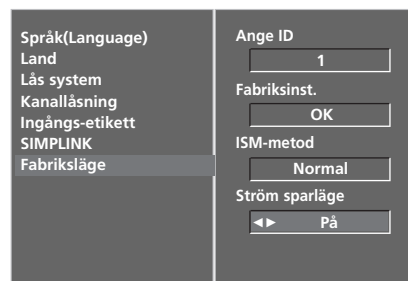 Språk(Language)
Land
Lås system
Kanallåsning
Ingångs-etikett
SIMPLINK
Fabriksläge
Ange ID
1
Fabriksinst.
OK
ISM-metod
Normal
Ström sparläge
◄► På